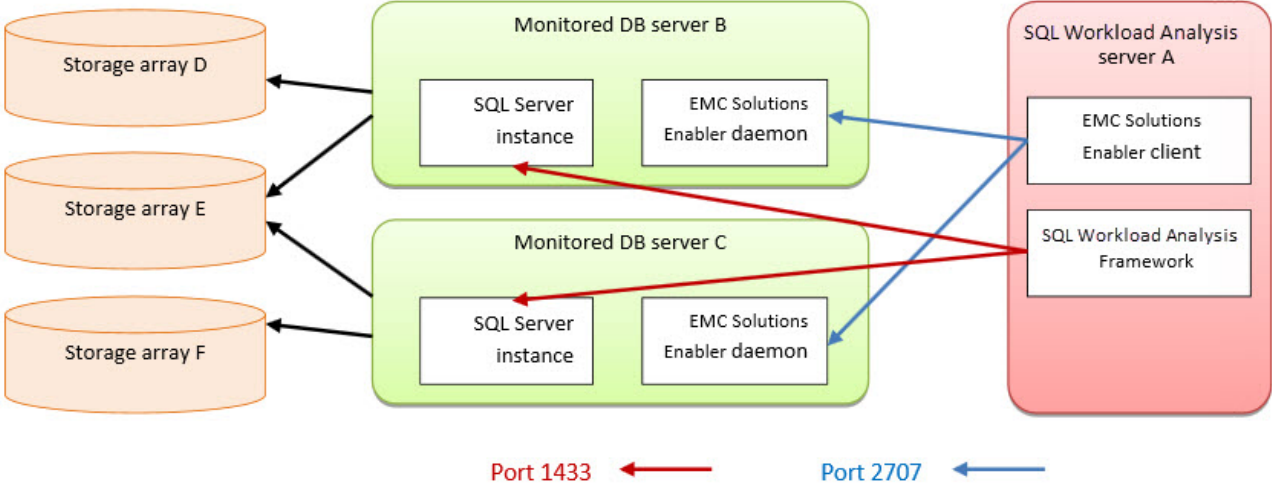 Storage array D
Storage array E
Storage array F
Monitored DB server B
SQL Server
instance
EMC Solutions
Enabler daemon
Monitored DB server C
SQL Server
instance
EMC Solutions
Enabler daemon
SQL Workload Analysis
server A
EMC Solutions
Enabler client
SQL Workload Analysis
Framework
Port 1433
Port 2707